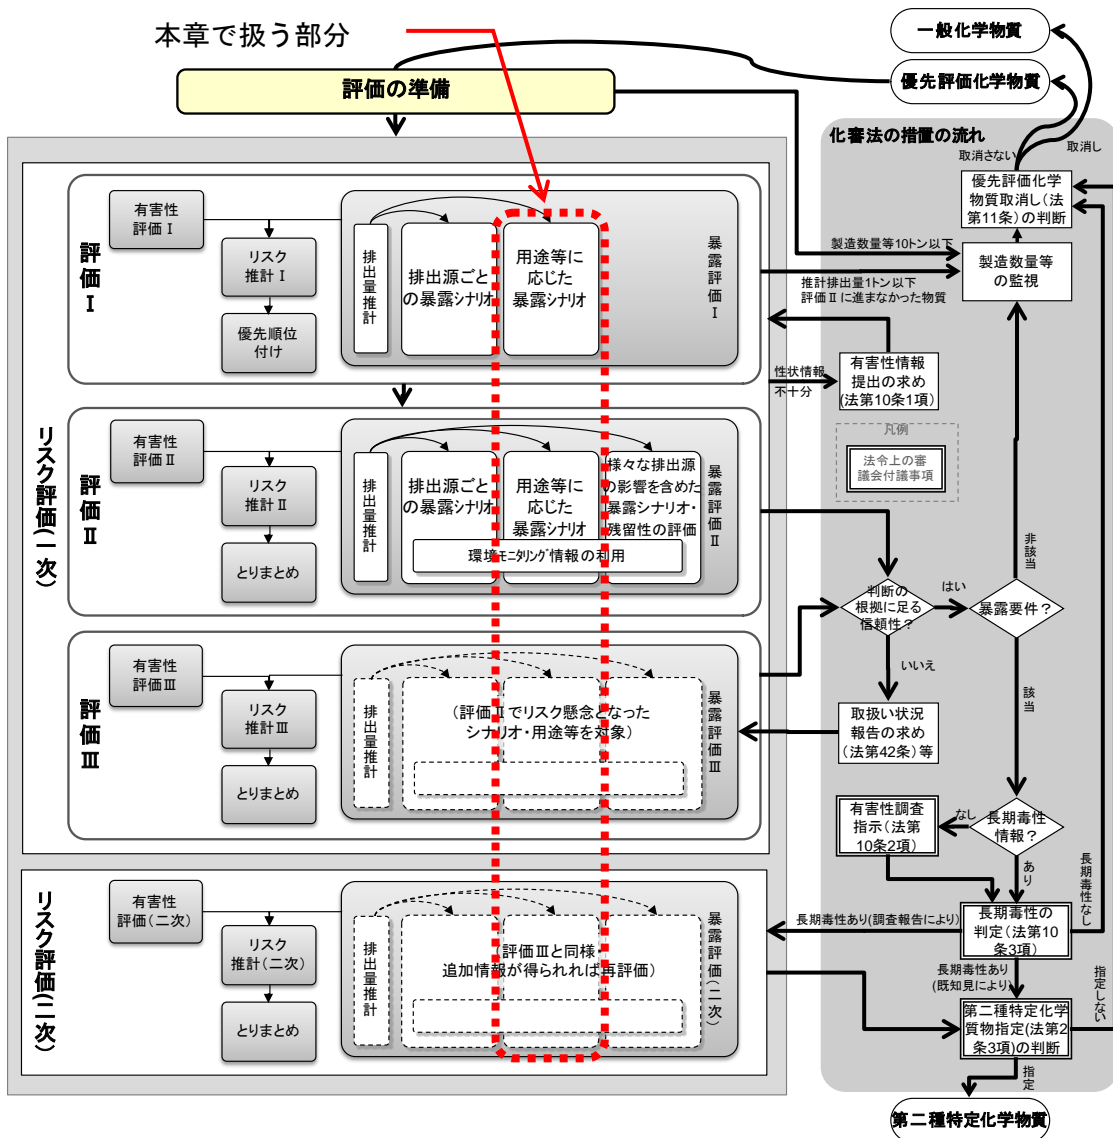 本章で扱う部分
一般化学物質
優先評価化学物質
評価の準備
化審法の措置の流れ
取消さない
取消し
優先評価化学
物質取消し(法
第11条)の判断
製造数量等10トン以下
製造数量等
の監視
推計排出量1トン以下
評価Ⅱに進まなかった物質
リスク評価(一次)
評価Ⅰ
有害性
評価Ⅰ
リスク
推計Ⅰ
優先順位
付け
排出量推計
排出源ごと
の暴露シナリオ
用途等に
応じた
暴露シナリオ
暴露評価Ⅰ
性状情報
不十分
有害性情報
提出の求め
(法第10条1項)
凡例
法令上の審
議会付議事項
評価Ⅱ
有害性
評価Ⅱ
リスク
推計Ⅱ
とりまとめ
排出量推計
排出源ごと
の暴露シナリオ
用途等に
応じた
暴露シナリオ
様々な排出源
の影響を含めた
暴露シナリオ・
残留性の評価
環境モニタリング情報の利用
暴露評価Ⅱ
判断の
根拠に足る
信頼性?
はい
いいえ
暴露要件?
非該当
該当
取扱い状況
報告の求め
(法第42条)等
評価Ⅲ
有害性
評価Ⅲ
リスク
推計Ⅲ
とりまとめ
排出量推計
(評価Ⅱでリスク懸念となった
シナリオ・用途等を対象)
暴露評価Ⅲ
有害性調査
指示(法第
10条2項)
なし
長期毒性
情報?
あり
長期毒性なし
リスク評価(二次)
有害性
評価(二次)
リスク
推計(二次)
とりまとめ
排出量推計
(評価Ⅲと同様・
追加情報が得られれば再評価)
暴露評価(二次)
長期毒性あり(調査報告により)
長期毒性の
判定(法第10
条3項)
長期毒性あり
(既知見により)
指定しない
第二種特定化学
質物指定(法第2
条3項)の判断
指定
第二種特定化学物質